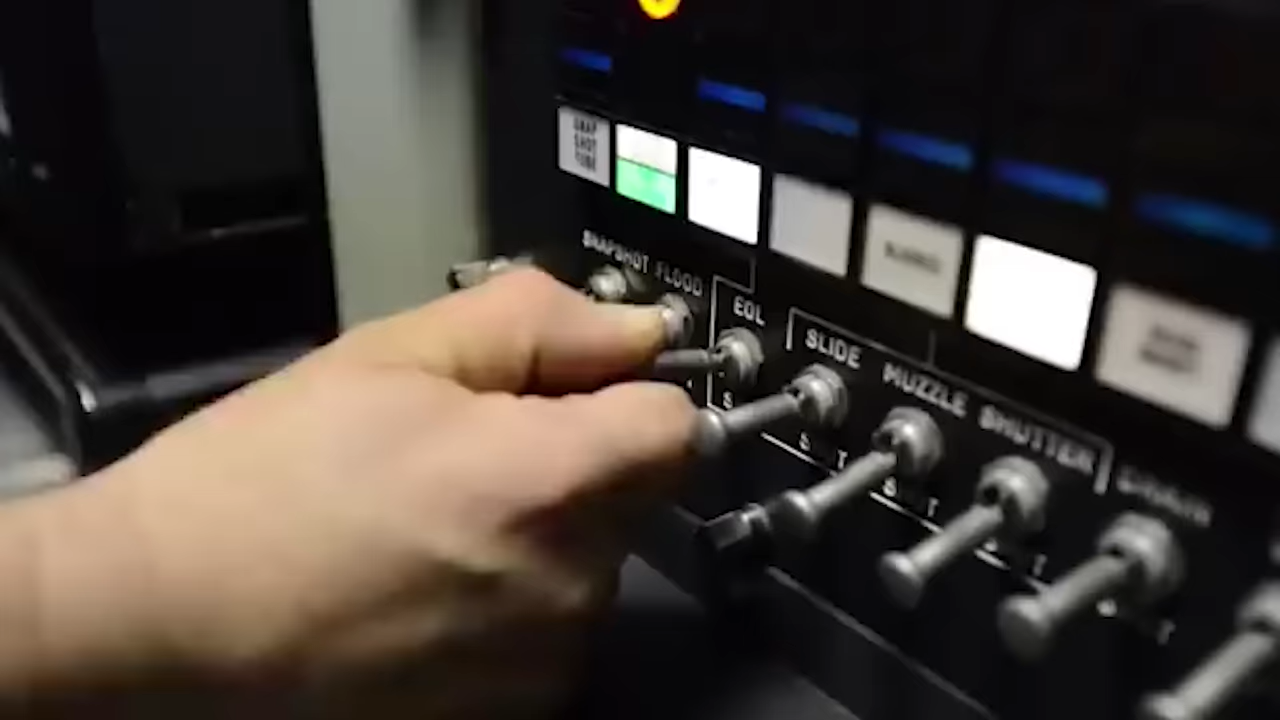 SNAP
SHOT
TUBE
SNAPSHOT FLOOD
EQL
SLIDE MUZZLE SHUTTER
S
S T
S T
T
T